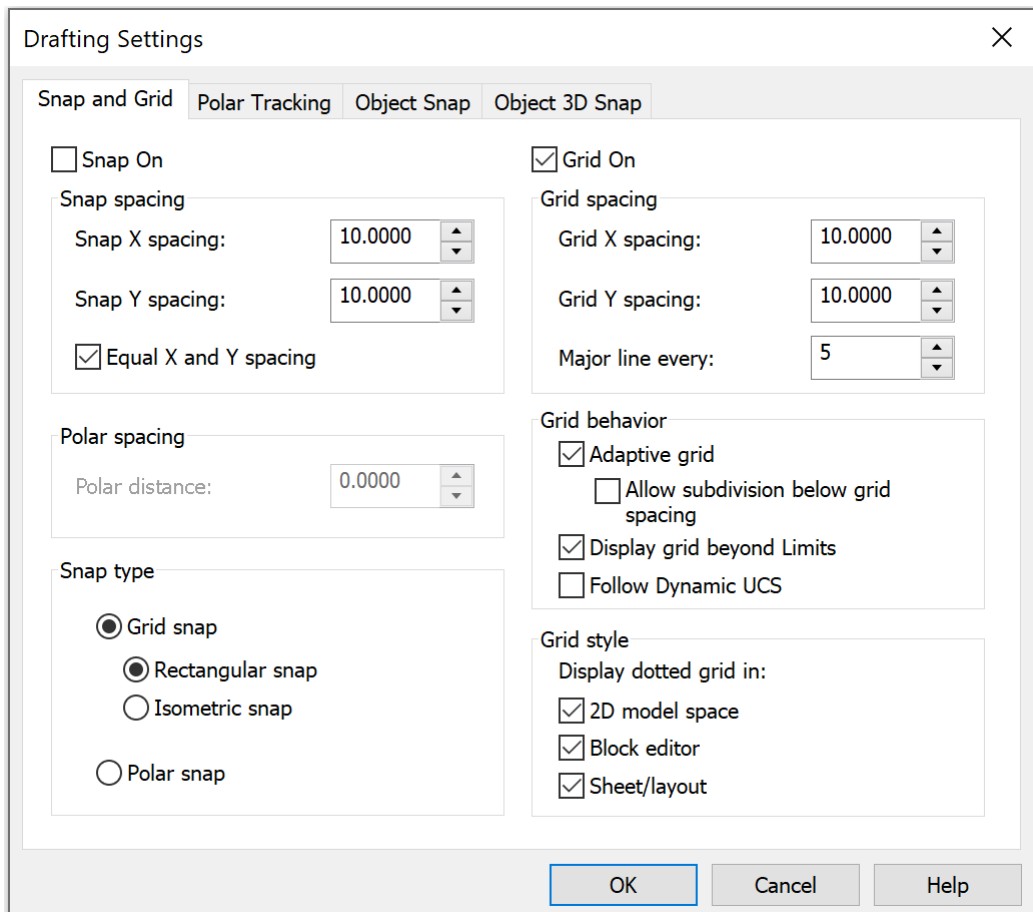 Drafting Settings
Snap and Grid
Polar Tracking
Object Snap
Object 3D Snap
Snap On
Snap spacing
Snap X spacing:
10.0000
Snap Y spacing:
10.0000
Equal X and Y spacing
Polar spacing
Polar distance:
0.0000
Snap type
Grid snap
Rectangular snap
Isometric snap
Polar snap
Grid On
Grid spacing
Grid X spacing:
10.0000
Grid Y spacing:
10.0000
Major line every:
5
Grid behavior
Adaptive grid
Allow subdivision below grid
spacing
Display grid beyond Limits
Follow Dynamic UCS
Grid style
Display dotted grid in:
2D model space
Block editor
Sheet/layout
OK
Cancel
Help